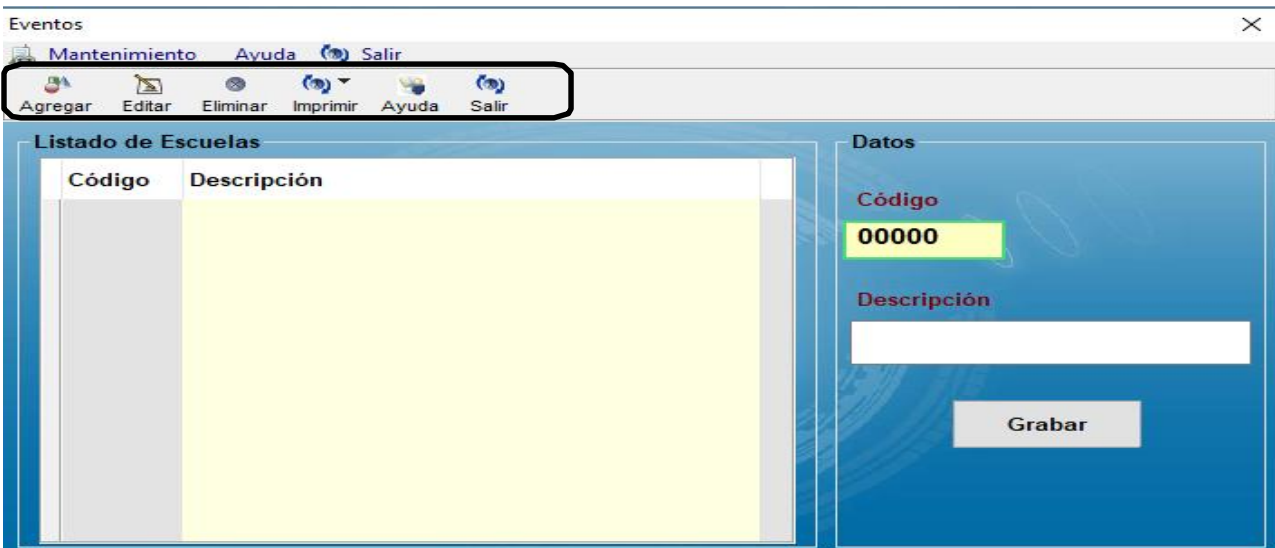 Eventos
Mantenimiento Ayuda Salir
Agregar Editar Eliminar Imprimir Ayuda Salir
Listado de Escuelas
Código Descripción
Datos
Código
00000
Descripción
Grabar